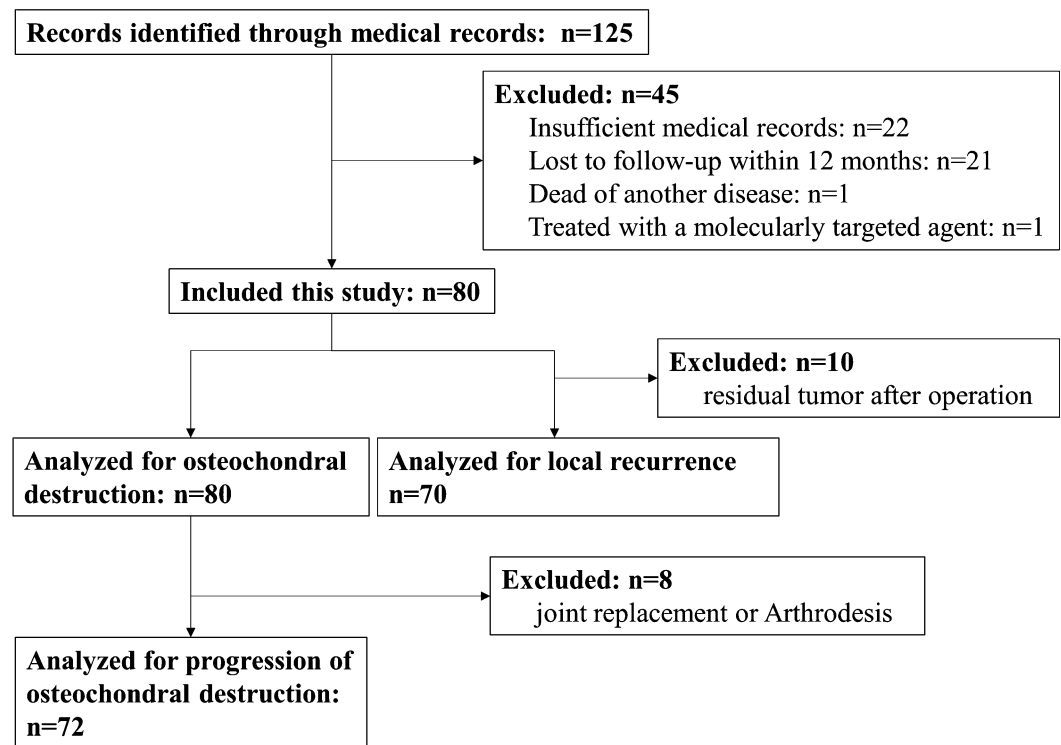 Records identified through medical records:  n=125
Excluded: n=45
Insufficient medical records: n=22
Lost to follow-up within 12 months: n=21
Dead of another disease: n=1
Treated with a molecularly targeted agent: n=1
Included this study: n=80
Excluded: n=10
residual tumor after operation
Analyzed for osteochondral
destruction: n=80
Analyzed for local recurrence
n=70
Excluded: n=8
joint replacement or Arthrodesis
Analyzed for progression of
osteochondral destruction:
n=72